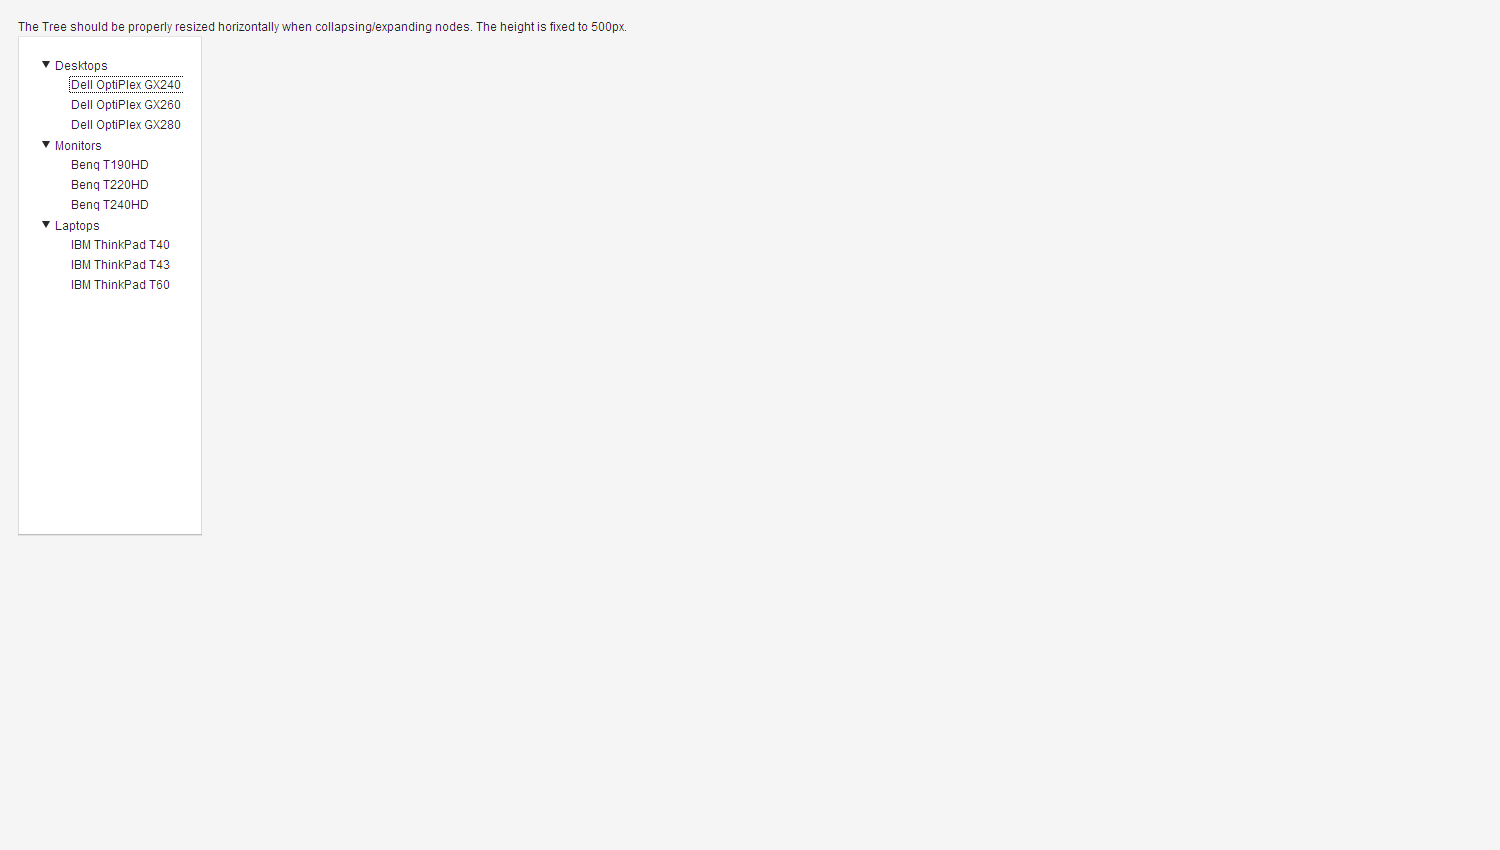 The Tree should be properly resized horizontally when collapsing/expanding nodes. The height is fixed to 500px.
Desktops
Dell OptiPlex GX240
Dell OptiPlex GX260
Dell OptiPlex GX280
Monitors
Benq T190HD
Benq T220HD
Benq T240HD
Laptops
IBM ThinkPad T40
IBM ThinkPad T43
IBM ThinkPad T60